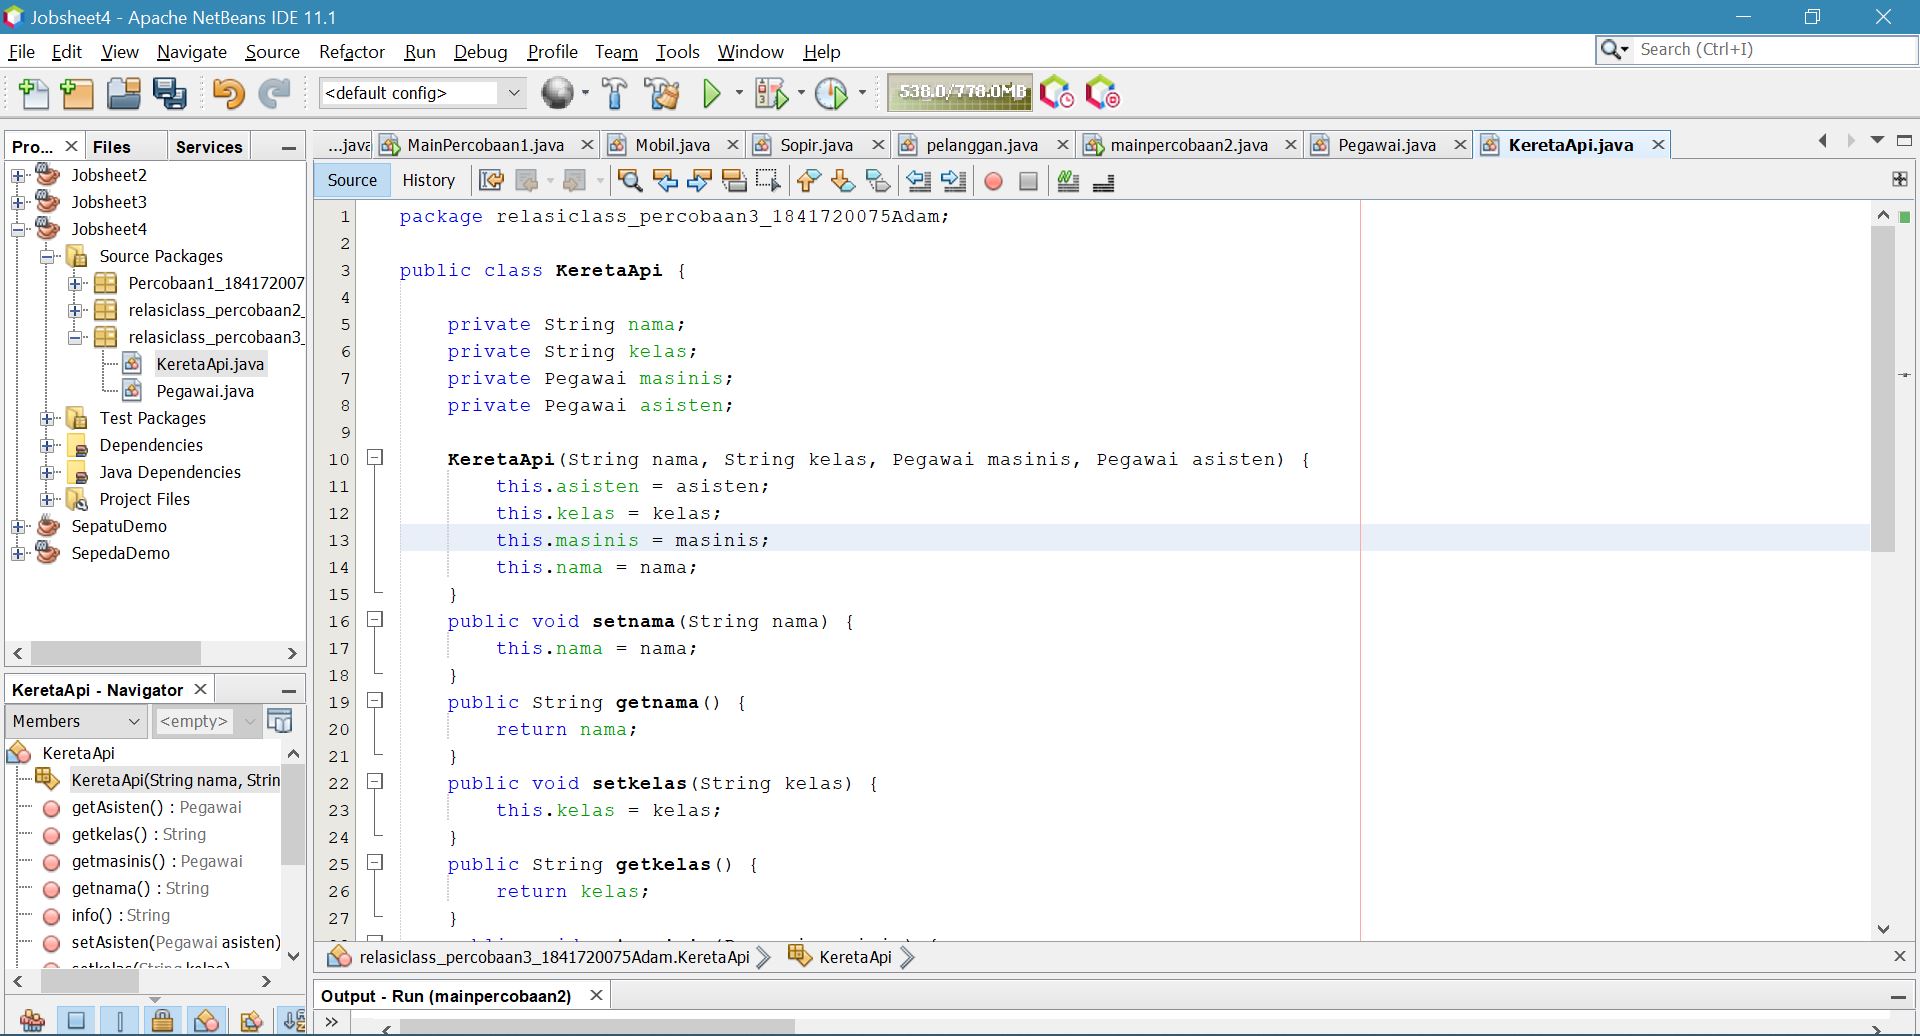 Jobsheet4 - Apache NetBeans IDE 11.1
File Edit View Navigate Source Refactor Run Debug Profile Team Tools Window Help
Search (Ctrl+I)
<default config>
538.0/778.0MB
Pro... Files Services
Jobsheet2
Jobsheet3
Jobsheet4
Source Packages
Percobaan1_184172007
relasiclass_percobaan2_
relasiclass_percobaan3_
KeretaApi.java
Pegawai.java
Test Packages
Dependencies
Java Dependencies
Project Files
SepatuDemo
SepedaDemo
KeretaApi - Navigator
Members <empty>
KeretaApi
KeretaApi(String nama, Strin
getAsisten() : Pegawai
getkelas() : String
getmasinis() : Pegawai
getnama() : String
info() : String
setAsisten(Pegawai asisten)
setkelas(String kelas)
...java MainPercobaan1.java Mobil.java Sopir.java pelanggan.java mainpercobaan2.java Pegawai.java KeretaApi.java
Source History
1 package relasiclass_percobaan3_1841720075Adam;
2
3 public class KeretaApi {
4
5 private String nama;
6 private String kelas;
7 private Pegawai masinis;
8 private Pegawai asisten;
9
10 KeretaApi(String nama, String kelas, Pegawai masinis, Pegawai asisten) {
11 this.asisten = asisten;
12 this.kelas = kelas;
13 this.masinis = masinis;
14 this.nama = nama;
15 }
16 public void setnama(String nama) {
17 this.nama = nama;
18 }
19 public String getnama() {
20 return nama;
21 }
22 public void setkelas(String kelas) {
23 this.kelas = kelas;
24 }
25 public String getkelas() {
26 return kelas;
27 }
relasiclass_percobaan3_1841720075Adam.KeretaApi KeretaApi
Output - Run (mainpercobaan2)